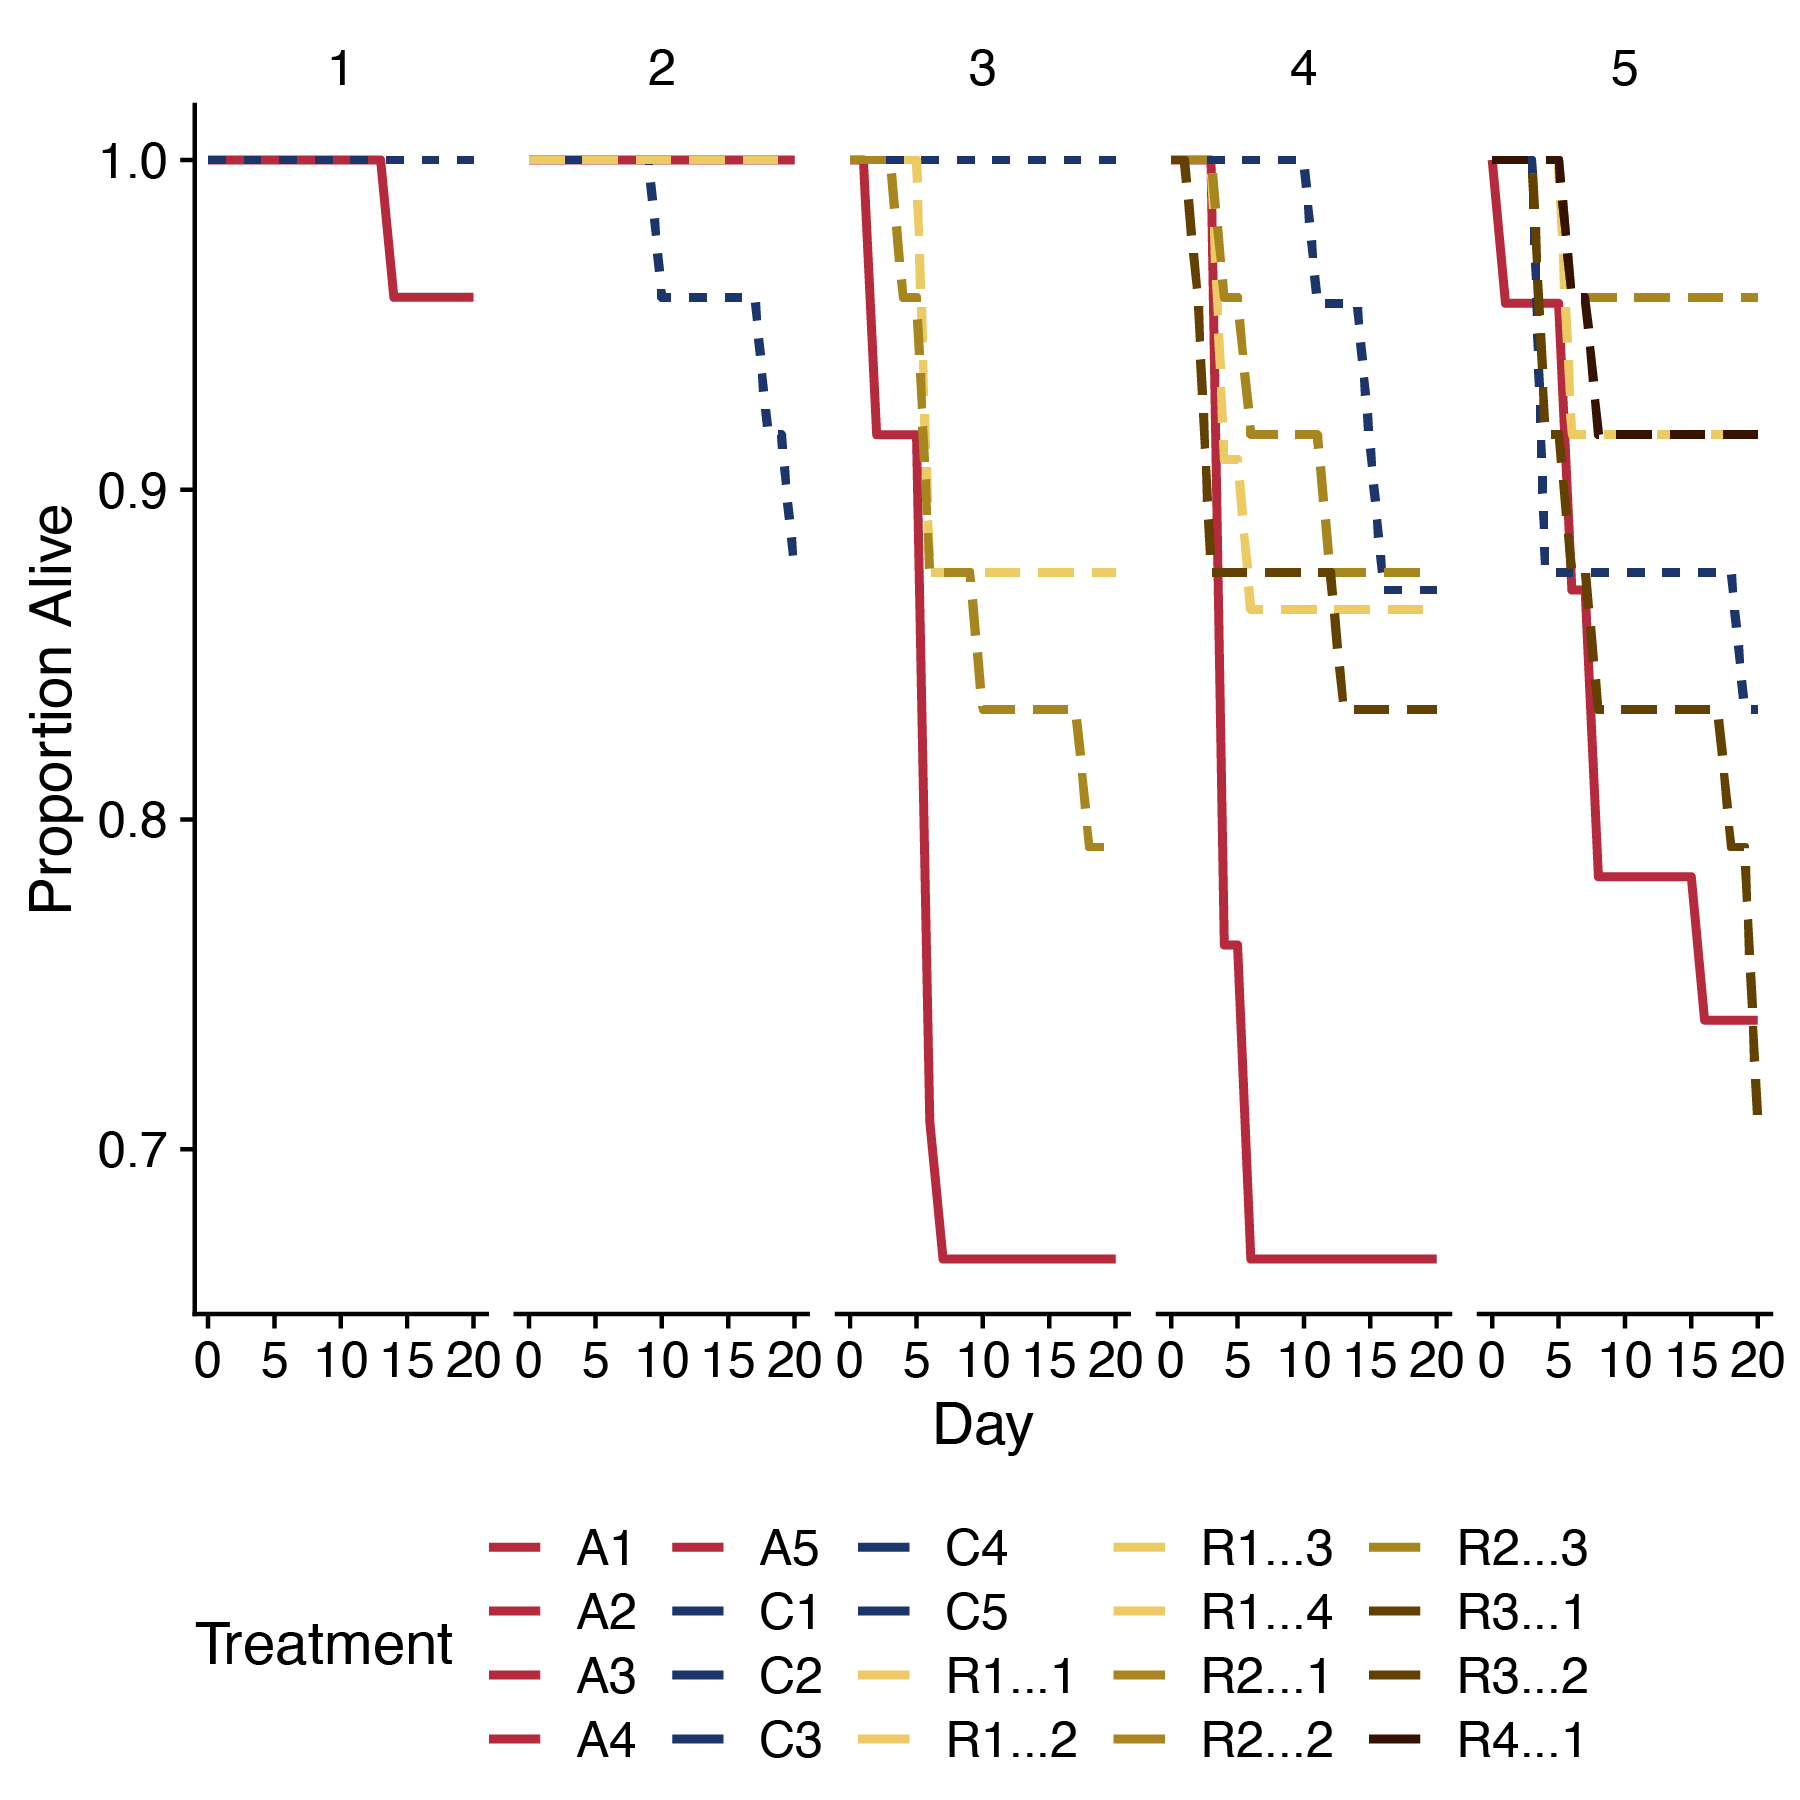 1 2 3 4 5
1.0
0.9
0.8
0.7
Proportion Alive
0 5 10 15 20 0 5 10 15 20 0 5 10 15 20 0 5 10 15 20 0 5 10 15 20
Day
Treatment
A1 A5 C4 R1...3 R2...3
A2 C1 C5 R1...4 R3...1
A3 C2 R1...1 R2...1 R3...2
A4 C3 R1...2 R2...2 R4...1